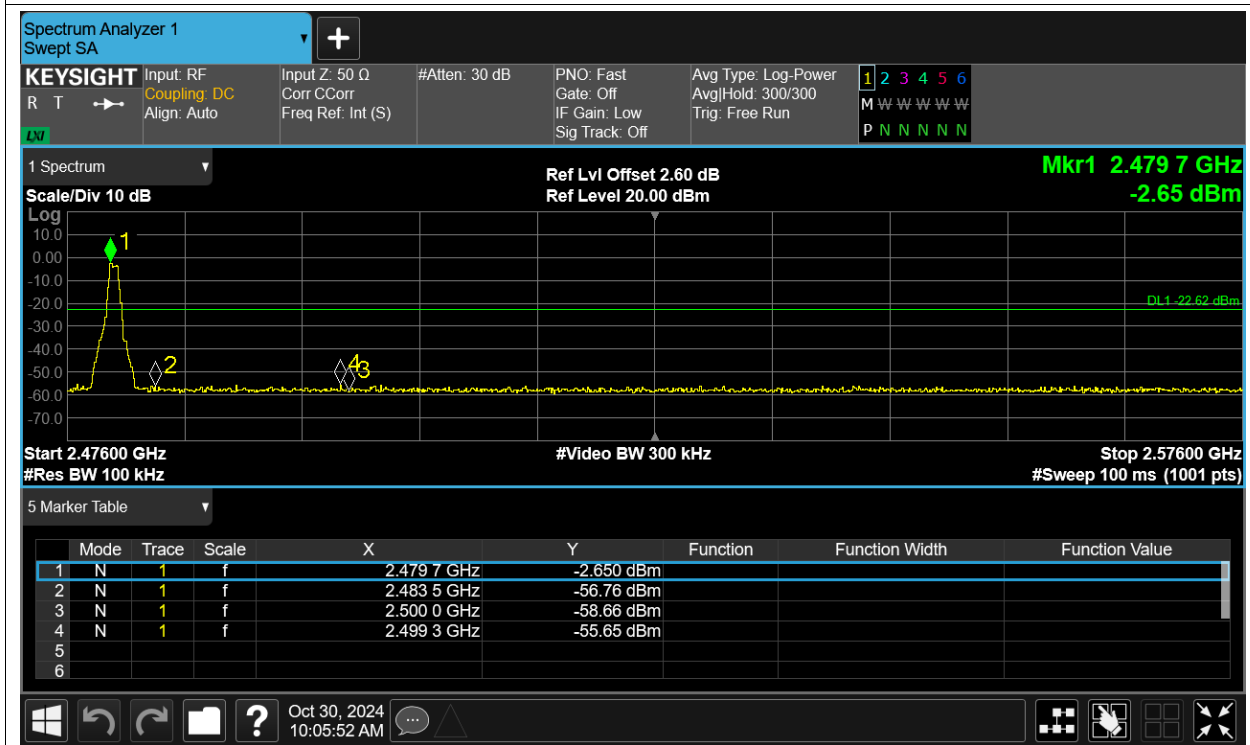 Spectrum Analyzer 1
Swept SA
KEYSIGHT Input: RF Input Z: 50 Ω #Atten: 30 dB PNO: Fast Avg Type: Log-Power 1 2 3 4 5 6
R T Coupling: DC Corr CCorr Gate: Off Avg|Hold: 300/300 M W W W W W W
Align: Auto Freq Ref: Int (S) IF Gain: Low Trig: Free Run
LXI Sig Track: Off P N N N N N
1 Spectrum Ref Lvl Offset 2.60 dB Mkr1 2.479 7 GHz
Scale/Div 10 dB Ref Level 20.00 dBm -2.65 dBm
Log
10.0
1
0.00
-10.0
-20.0
DL1 -22.62 dBm
-30.0
-40.0
-50.0
2 4 3
-60.0
-70.0
Start 2.47600 GHz #Video BW 300 kHz Stop 2.57600 GHz
#Res BW 100 kHz #Sweep 100 ms (1001 pts)
5 Marker Table
Mode Trace Scale X Y Function Function Width Function Value
1 N 1 f 2.479 7 GHz -2.650 dBm
2 N 1 f 2.483 5 GHz -56.76 dBm
3 N 1 f 2.500 0 GHz -58.66 dBm
4 N 1 f 2.499 3 GHz -55.65 dBm
5
6
? Oct 30, 2024
10:05:52 AM